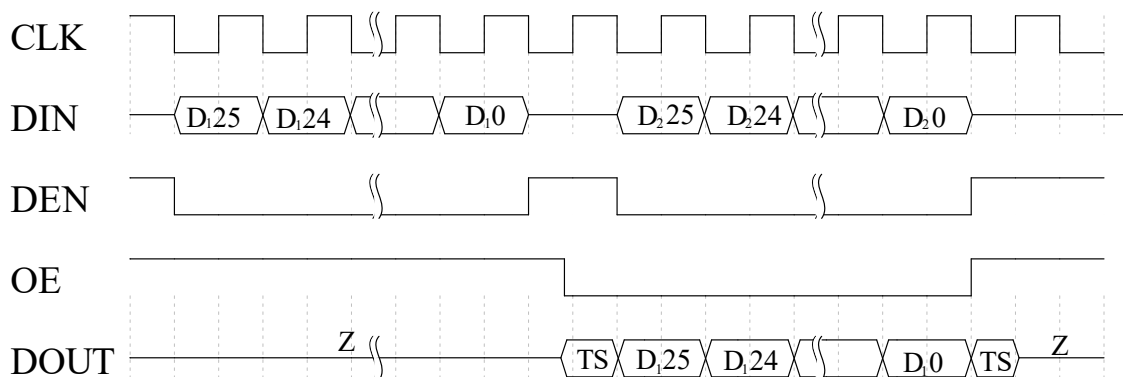 CLK
DIN D₁25 D₁24 D₁0 D₂25 D₂24 D₂0
DEN
OE
DOUT Z TS D₁25 D₁24 D₁0 TS Z